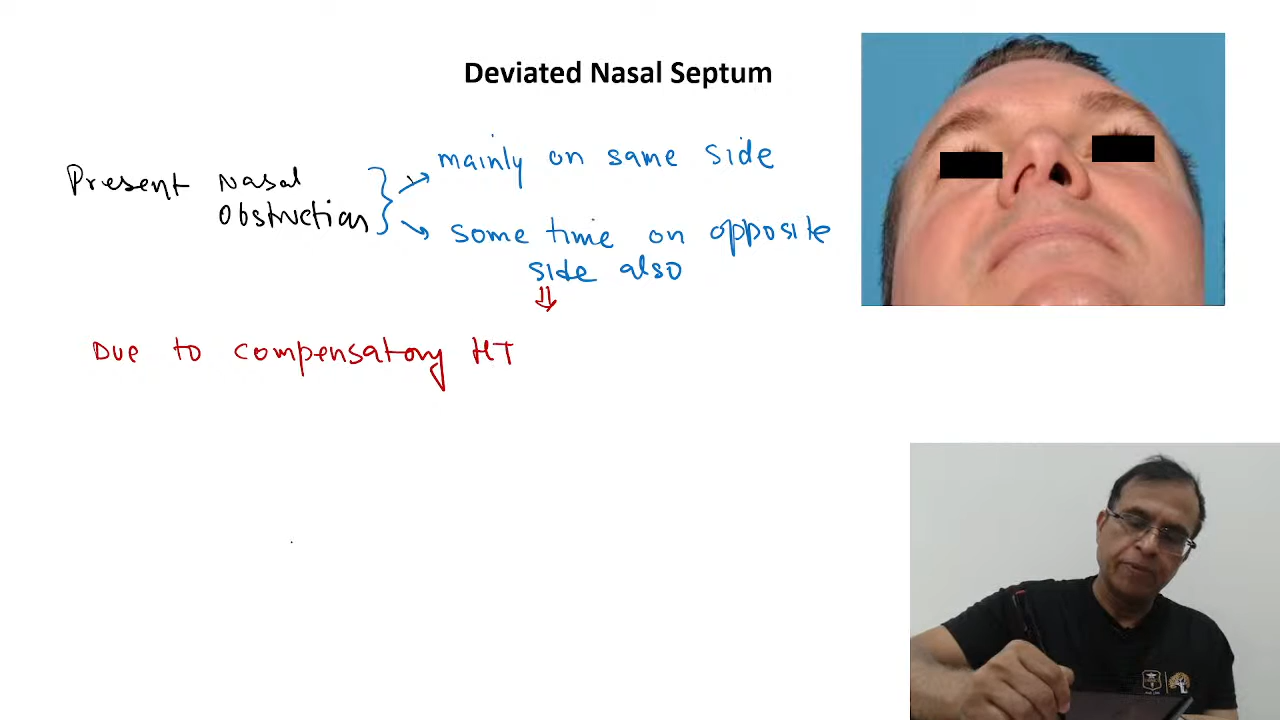 Deviated Nasal Septum
Present Nasal
Obstruction
mainly on same side
some time on opposite
side also
Due to compensatory HT